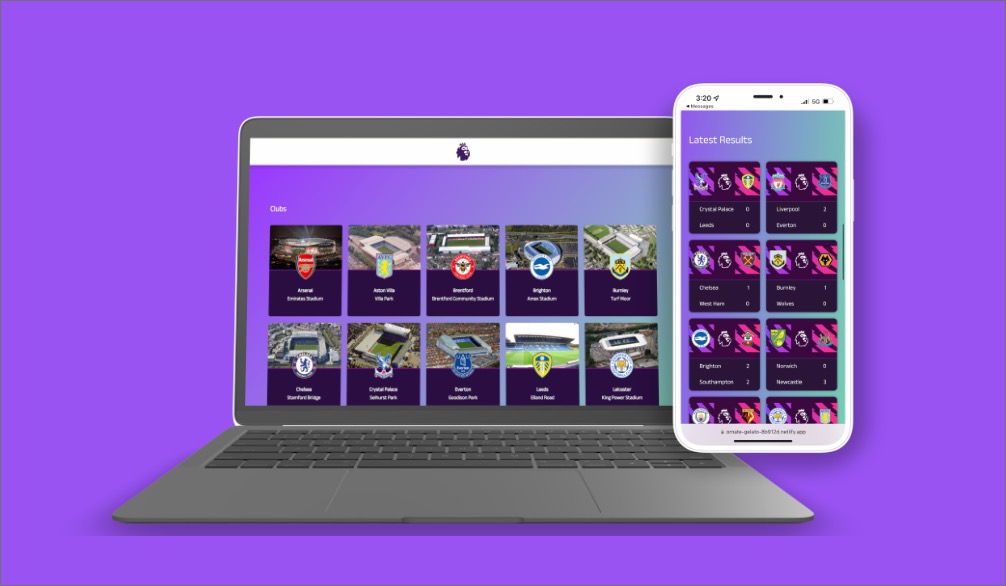 Clubs
Arsenal
Emirates Stadium
Aston Villa
Villa Park
Brentford
Brentford Community Stadium
Brighton
Amex Stadium
Burnley
Turf Moor
Chelsea
Stamford Bridge
Crystal Palace
Selhurst Park
Everton
Goodison Park
Leeds
Elland Road
Leicester
King Power Stadium
3:20
5G
Messages
Latest Results
Crystal Palace 0
Leeds 0
Liverpool 2
Everton 0
Chelsea 1
West Ham 0
Burnley 1
Wolves 0
Brighton 2
Southampton 2
Norwich 0
Newcastle 3